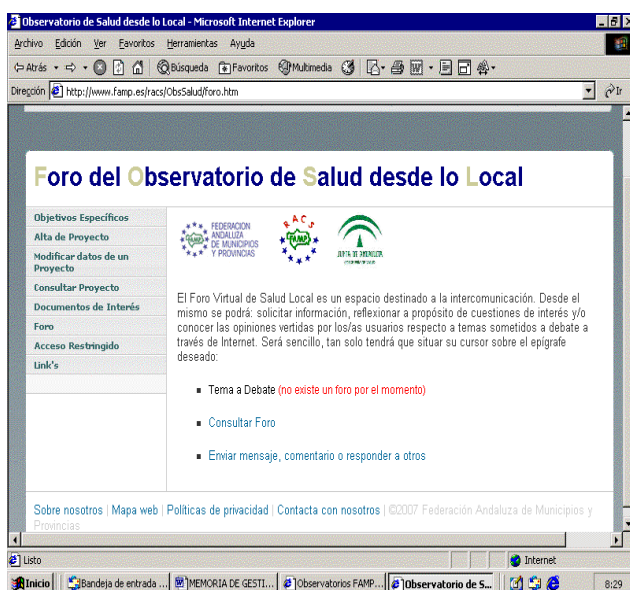 Observatorio de Salud desde lo Local - Microsoft Internet Explorer
Archivo Edición Ver Favoritos Herramientas Ayuda
Atrás Búsqueda Favoritos Multimedia
Dirección http://www.famp.es/racs/ObsSalud/foro.htm Ir
Foro del Observatorio de Salud desde lo Local
Objetivos Específicos
Alta de Proyecto
Modificar datos de un
Proyecto
Consultar Proyecto
Documentos de Interés
Foro
Acceso Restringido
Link's
FAMP
FEDERACION
ANDALUZA
DE MUNICIPIOS
Y PROVINCIAS
RACS
FAMP
JUNTA DE ANDALUCIA
El Foro Virtual de Salud Local es un espacio destinado a la intercomunicación. Desde el
mismo se podrá: solicitar información, reflexionar a propósito de cuestiones de interés y/o
conocer las opiniones vertidas por los/as usuarios respecto a temas sometidos a debate a
través de Internet. Será sencillo, tan solo tendrá que situar su cursor sobre el epígrafe
deseado:
Tema a Debate (no existe un foro por el momento)
Consultar Foro
Enviar mensaje, comentario o responder a otros
Sobre nosotros | Mapa web | Políticas de privacidad | Contacta con nosotros | ©2007 Federación Andaluza de Municipios y
Provincias
Listo Internet
Inicio Bandeja de entrada ... MEMORIA DE GESTI... Observatorios FAMP... Observatorio de S... 8:29